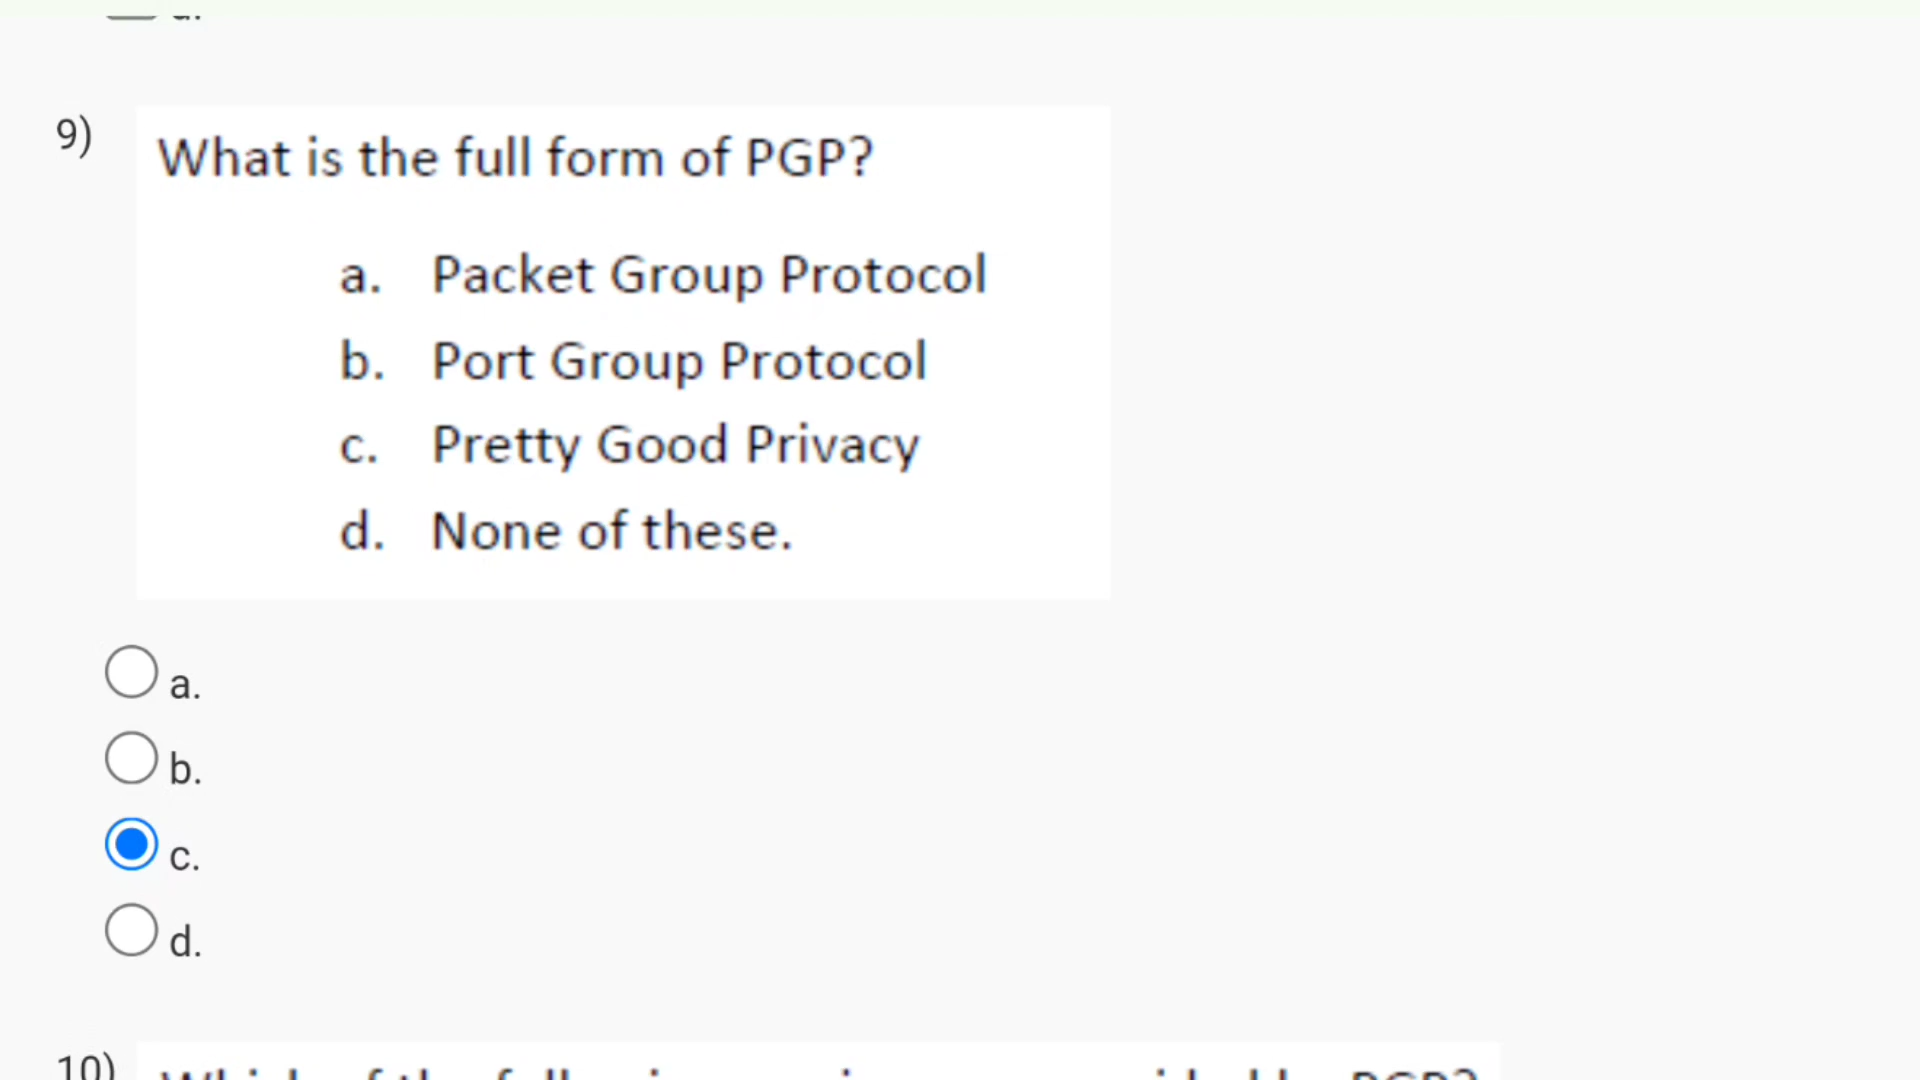 9)
What is the full form of PGP?
a. Packet Group Protocol
b. Port Group Protocol
c. Pretty Good Privacy
d. None of these.
a.
b.
c.
d.
10)